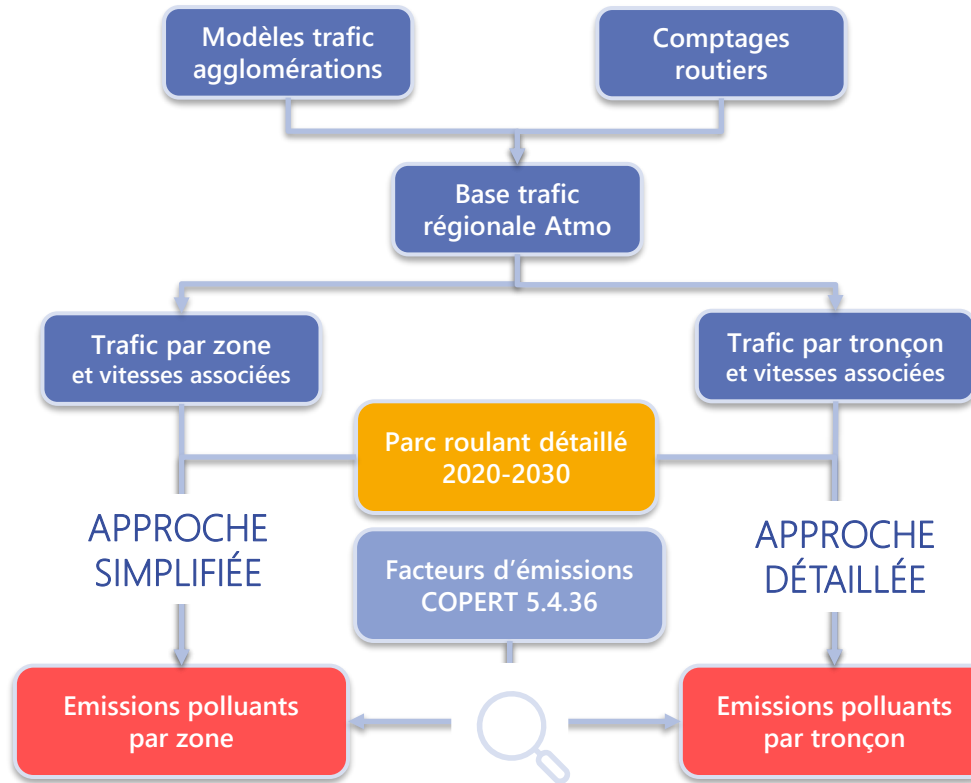 Modèles trafic
agglomérations
Comptages
routiers
Base trafic
régionale Atmo
Trafic par zone
et vitesses associées
Trafic par tronçon
et vitesses associées
Parc roulant détaillé
2020-2030
APPROCHE
SIMPLIFIÉE
Facteurs d'émissions
COPERT 5.4.36
APPROCHE
DÉTAILLÉE
Emissions polluants
par zone
Emissions polluants
par tronçon